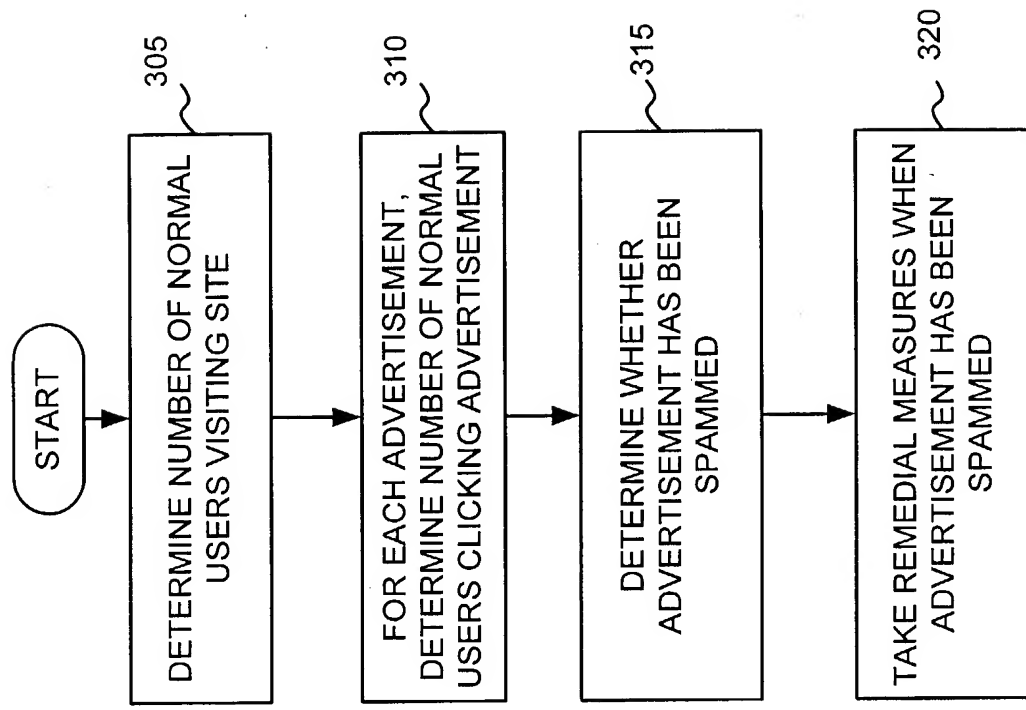 START
305
DETERMINE NUMBER OF NORMAL
USERS VISITING SITE
310
FOR EACH ADVERTISEMENT,
DETERMINE NUMBER OF NORMAL
USERS CLICKING ADVERTISEMENT
315
DETERMINE WHETHER
ADVERTISEMENT HAS BEEN
SPAMMED
320
TAKE REMEDIAL MEASURES WHEN
ADVERTISEMENT HAS BEEN
SPAMMED